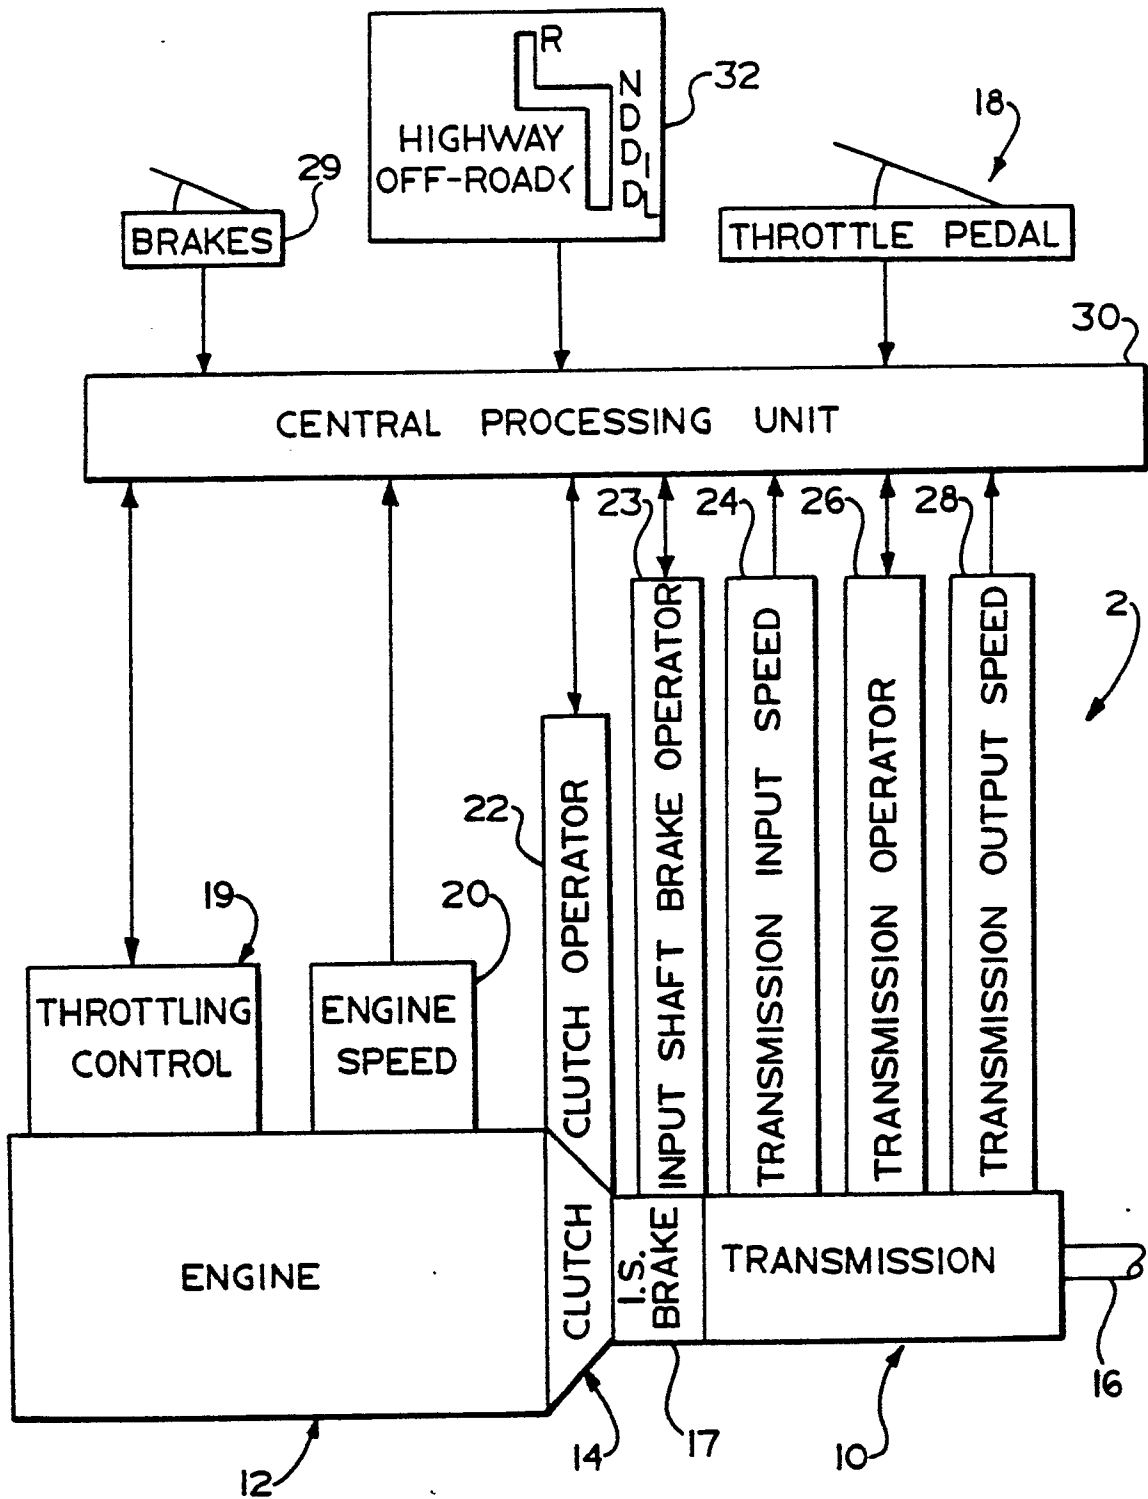 R
32
N
18
HIGHWAY
D
29
OFF-ROAD<
D1
DL
BRAKES
THROTTLE PEDAL
30
CENTRAL PROCESSING UNIT
23
24
26
28
2
INPUT SHAFT BRAKE OPERATOR
TRANSMISSION INPUT SPEED
TRANSMISSION OPERATOR
TRANSMISSION OUTPUT SPEED
22
CLUTCH OPERATOR
19
20
THROTTLING
CONTROL
ENGINE
SPEED
ENGINE
CLUTCH
I.S.
BRAKE
TRANSMISSION
16
12
14
17
10